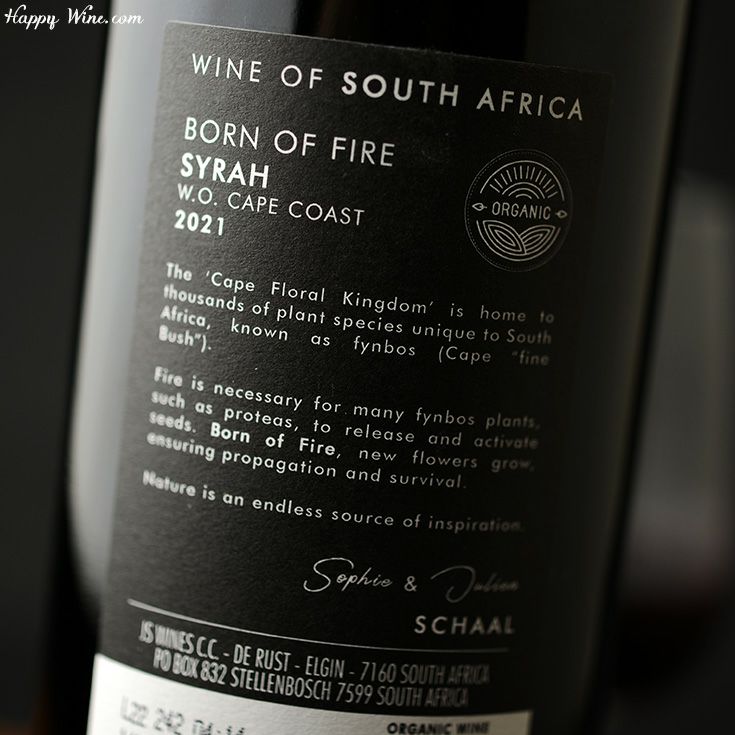 Happy Wine.com
WINE OF SOUTH AFRICA
BORN OF FIRE
SYRAH
W.O. CAPE COAST
2021
ORGANIC
The 'Cape Floral Kingdom' is home to
thousands of plant species unique to South
Africa, known as fynbos (Cape "fine
Bush").
Fire is necessary for many fynbos plants,
such as proteas, to release and activate
seeds. Born of Fire, new flowers grow,
ensuring propagation and survival.
Nature is an endless source of inspiration.
Sophie & Julien
SCHAAL
JS WINES C.C. - DE RUST - ELGIN - 7160 SOUTH AFRICA
PO BOX 832 STELLENBOSCH 7599 SOUTH AFRICA
L22 242
ORGANIC WINE